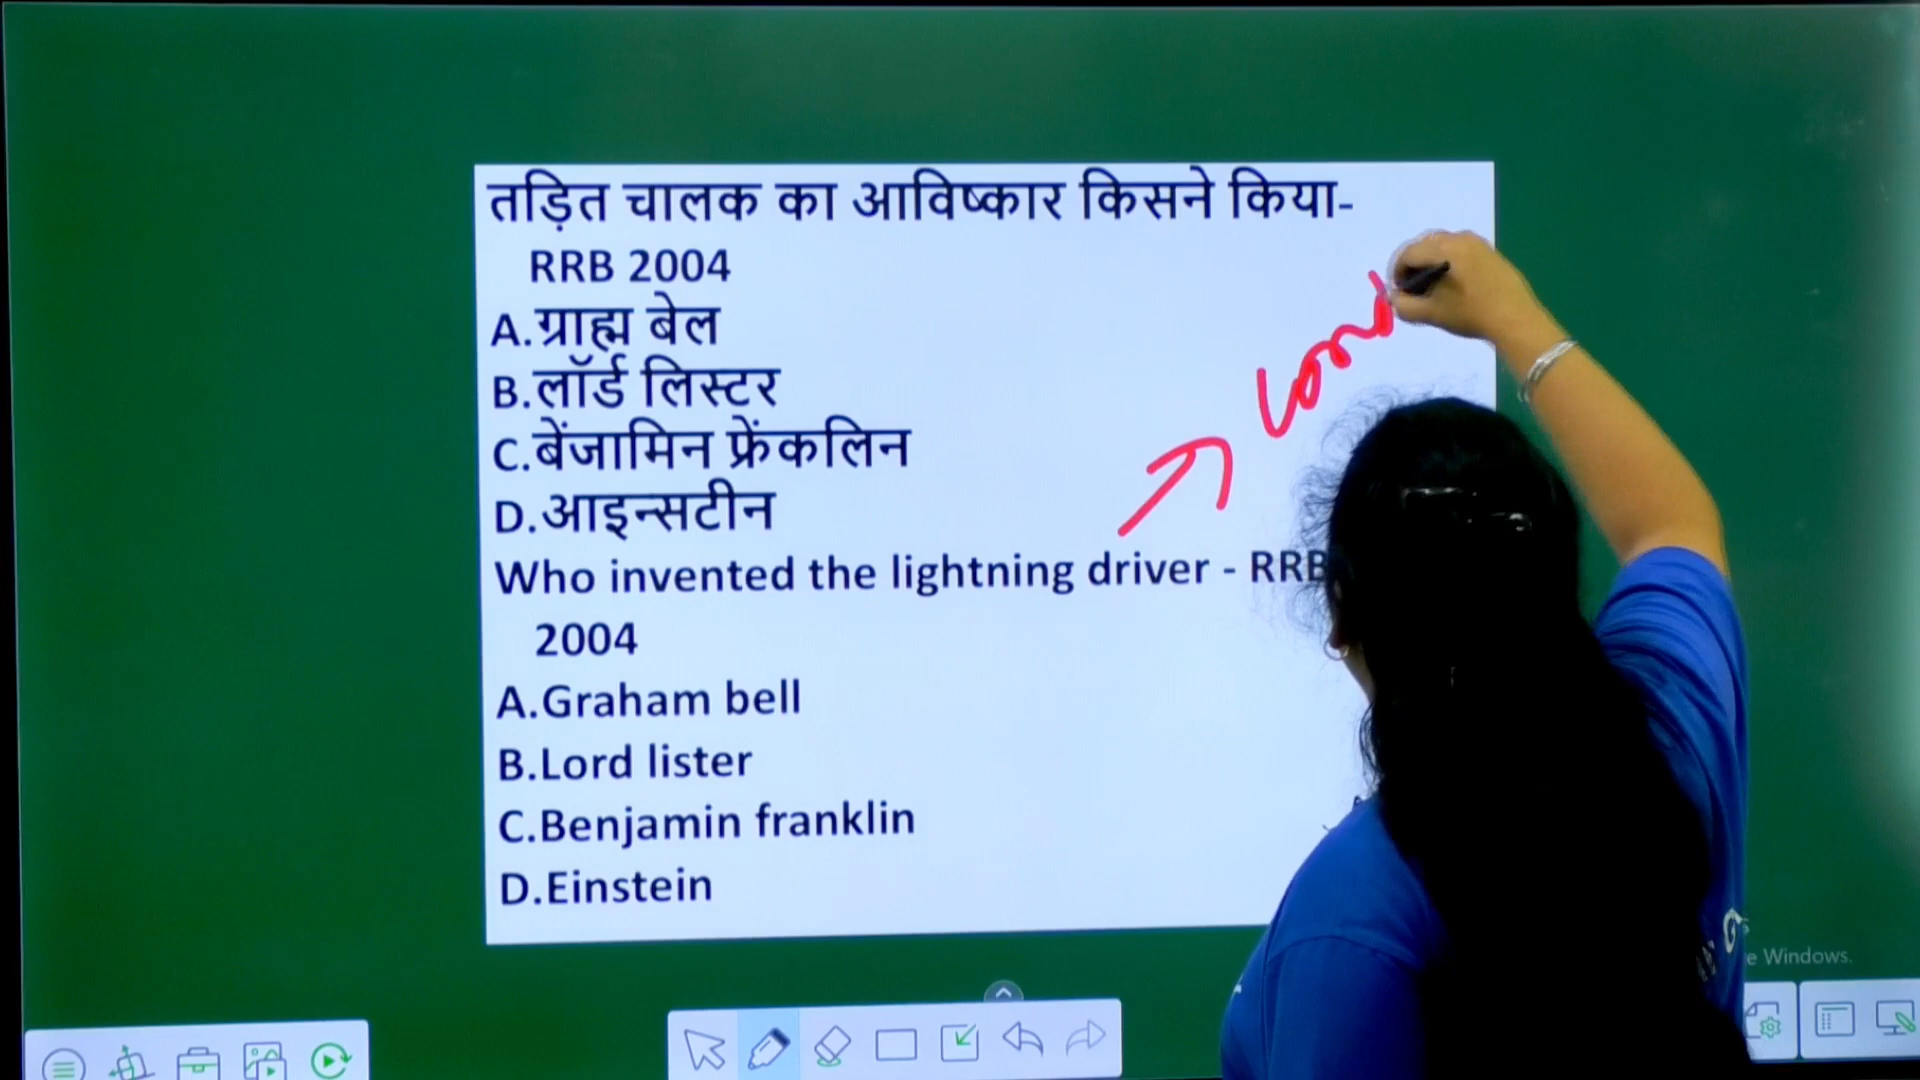 तड़ित चालक का आविष्कार किसने किया-
RRB 2004
A.ग्राह्म बेल
B.लॉर्ड लिस्टर
C.बेंजामिन फ्रेंकलिन
D.आइन्सटीन
Who invented the lightning driver - RRB
2004
A.Graham bell
B.Lord lister
C.Benjamin franklin
D.Einstein
Windows.